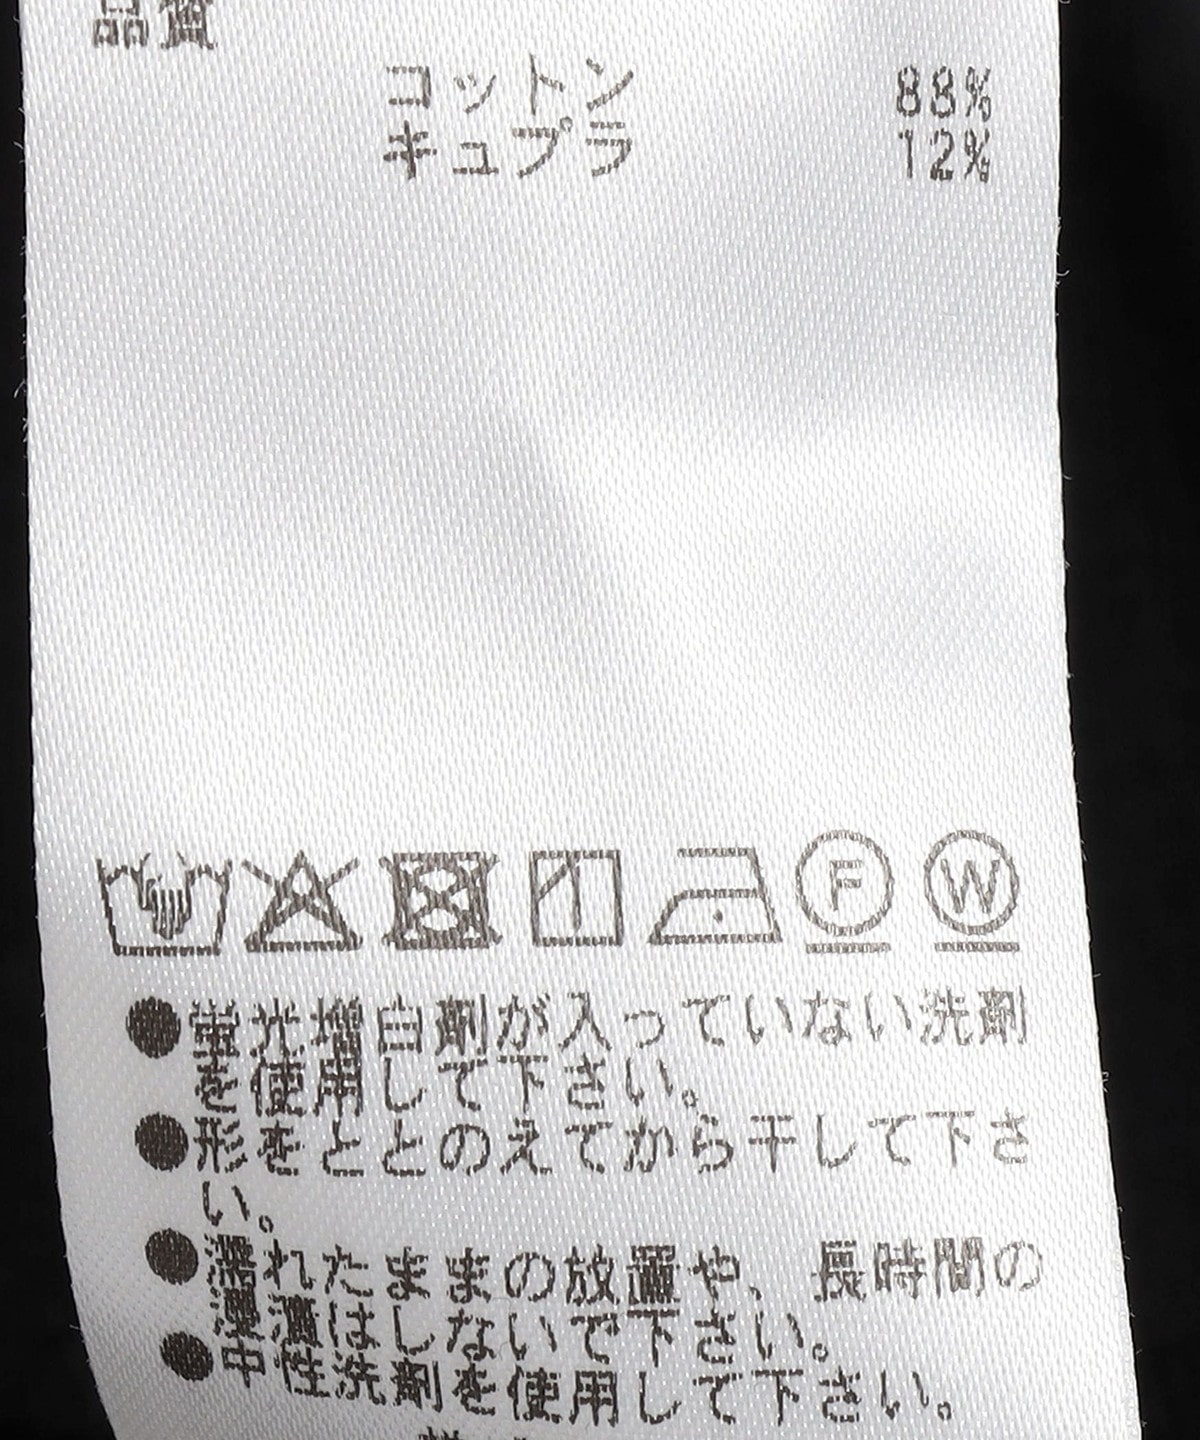 品質
コットン 88%
キュプラ 12%
F W
●蛍光増白剤が入っていない洗剤
を使用して下さい。
●形をととのえてから干して下さ
い。
●濡れたままの放置や、長時間の
浸漬はしないで下さい。
●中性洗剤を使用して下さい。